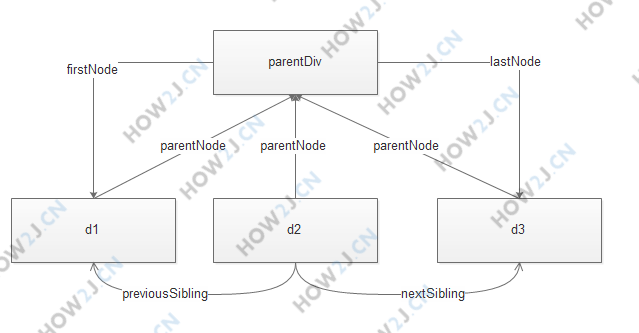 parentDiv
firstNode
lastNode
parentNode
parentNode
parentNode
d1
d2
d3
previousSibling
nextSibling
HOW2J.CN
HOW2J.CN
HOW2J.CN
HOW2J.CN
HOW2J.CN
HOW2J.CN
HOW2J.CN
HOW2J.CN
HOW2J.CN